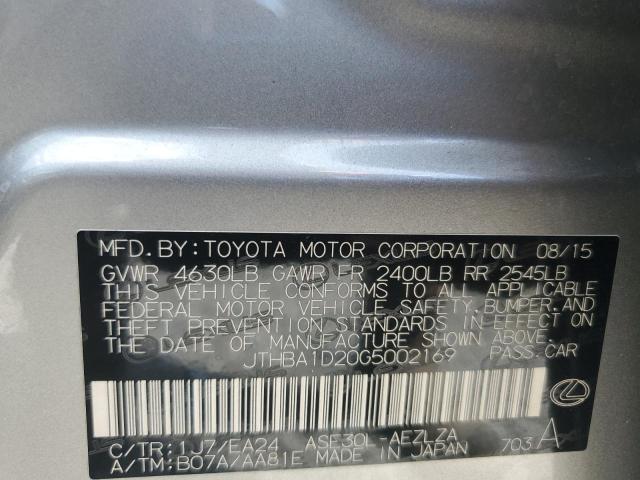 MFD.BY:TOYOTA MOTOR CORPORATION 08/15
GVWR 4630LB GAWR FR 2400LB RR 2545LB
THIS VEHICLE CONFORMS TO ALL APPLICABLE
FEDERAL MOTOR VEHICLE SAFETY,BUMPER,AND
THEFT PREVENTION STANDARDS IN EFFECT ON
THE DATE OF MANUFACTURE SHOWN ABOVE.
JTHBA1D20G5002169 PASS.CAR
C/TR:1J7/EA24 ASE30L-AEZLZA
A/TM:B07A/AA81E MADE IN JAPAN 703A